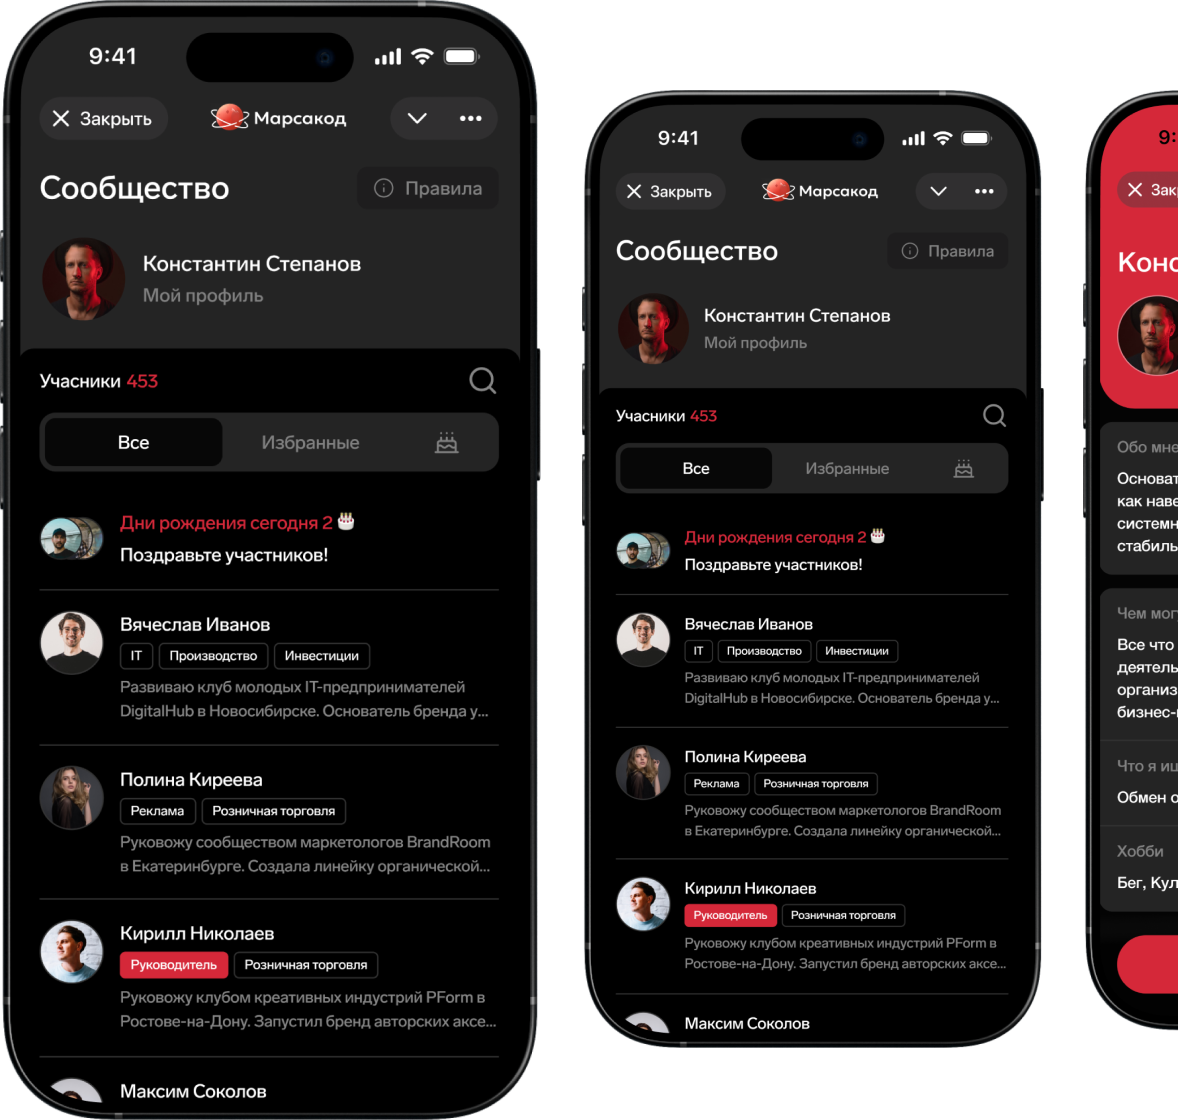 9:41
Закрыть
Марсакод
Сообщество
Правила
Константин Степанов
Мой профиль
Учасники 453
Все
Избранные
Дни рождения сегодня 2
Поздравьте участников!
Вячеслав Иванов
IT
Производство
Инвестиции
Развиваю клуб молодых IT-предпринимателей
DigitalHub в Новосибирске. Основатель бренда у...
Полина Киреева
Реклама
Розничная торговля
Руковожу сообществом маркетологов BrandRoom
в Екатеринбурге. Создала линейку органической...
Кирилл Николаев
Руководитель
Розничная торговля
Руковожу клубом креативных индустрий PForm в
Ростове-на-Дону. Запустил бренд авторских аксе...
Максим Соколов
9:41
Закрыть
Марсакод
Сообщество
Правила
Константин Степанов
Мой профиль
Учасники 453
Все
Избранные
Дни рождения сегодня 2
Поздравьте участников!
Вячеслав Иванов
IT
Производство
Инвестиции
Развиваю клуб молодых IT-предпринимателей
DigitalHub в Новосибирске. Основатель бренда у...
Полина Киреева
Реклама
Розничная торговля
Руковожу сообществом маркетологов BrandRoom
в Екатеринбурге. Создала линейку органической...
Кирилл Николаев
Руководитель
Розничная торговля
Руковожу клубом креативных индустрий PForm в
Ростове-на-Дону. Запустил бренд авторских аксе...
Максим Соколов
9:
Зак
Конс
Обо мне
Основат
как наве
системн
стабиль
Чем мог
Все что
деятель
организ
бизнес-
Что я ищ
Обмен о
Хобби
Бег, Кул